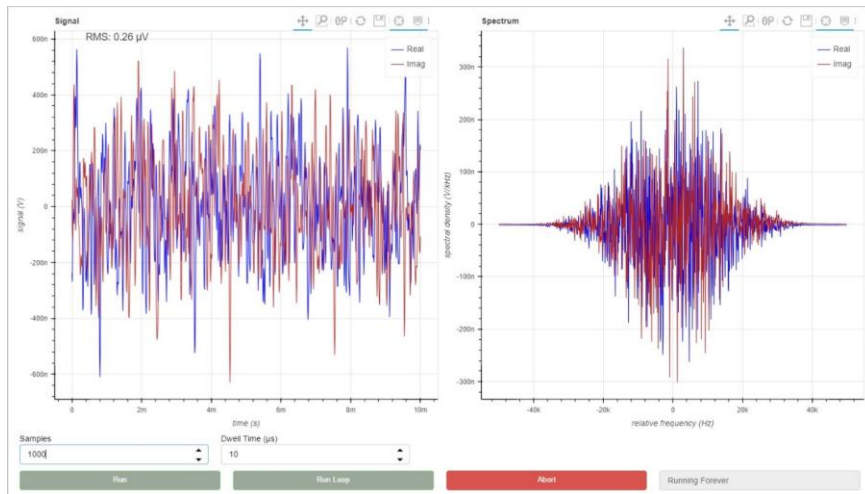 Signal
RMS: 0.26 µV
Real
Imag
signal (V)
600n
400n
200n
0
-200n
-400n
-600n
0
2m
4m
6m
8m
10m
time (s)
Spectrum
Real
Imag
spectral density (V/kHz)
300n
200n
100n
0
-100n
-200n
-300n
-40k
-20k
0
20k
40k
relative frequency (Hz)
Samples
1000
Dwell Time (µs)
10
Run
Run Loop
Abort
Running Forever